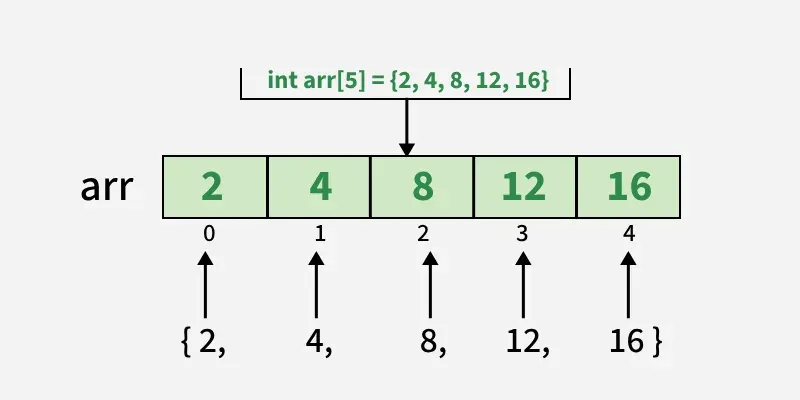 int arr[5] = {2, 4, 8, 12, 16}
arr 2 4 8 12 16
0 1 2 3 4
{ 2, 4, 8, 12, 16 }